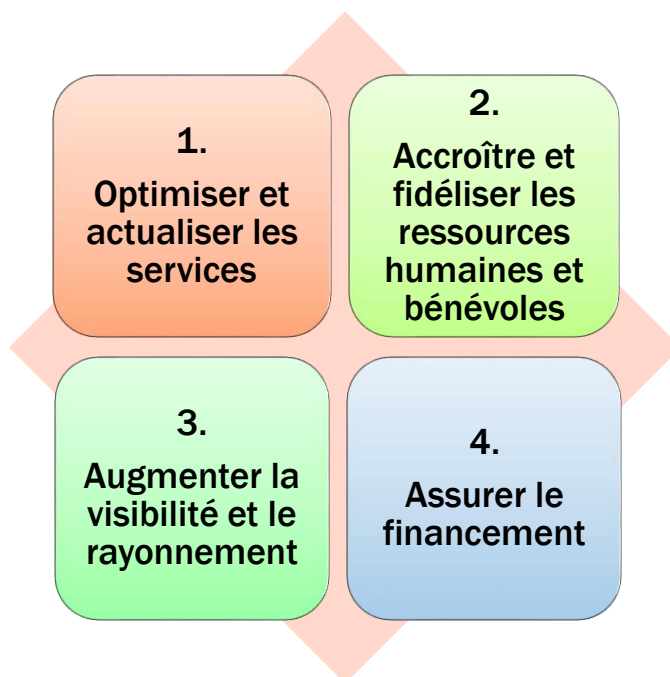 1.
Optimiser et
actualiser les
services
2.
Accroître et
fidéliser les
ressources
humaines et
bénévoles
3.
Augmenter la
visibilité et le
rayonnement
4.
Assurer le
financement